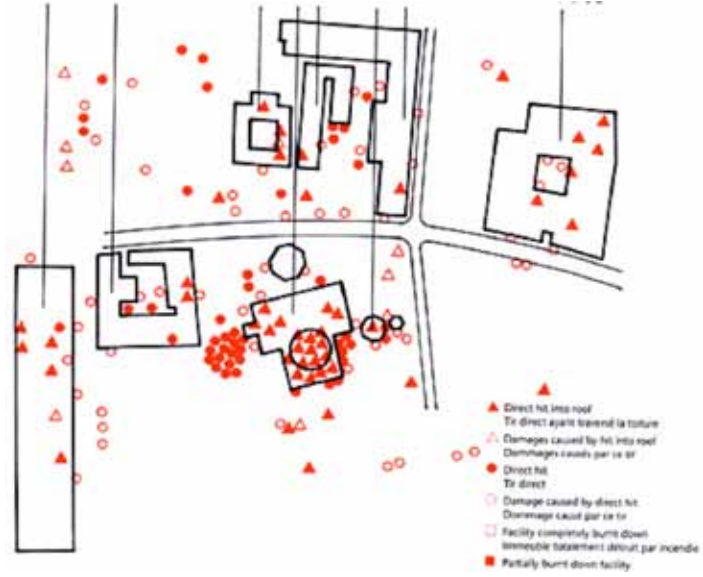 Direct hit into roof
Tir direct ayant traversé la toiture
Damages caused by hit into roof
Dommages causés par ce tir
Direct hit
Tir direct
Damage caused by direct hit
Dommage causé par ce tir
Facility completely burnt down
Immeuble totalement détruit par incendie
Partially burnt down facility